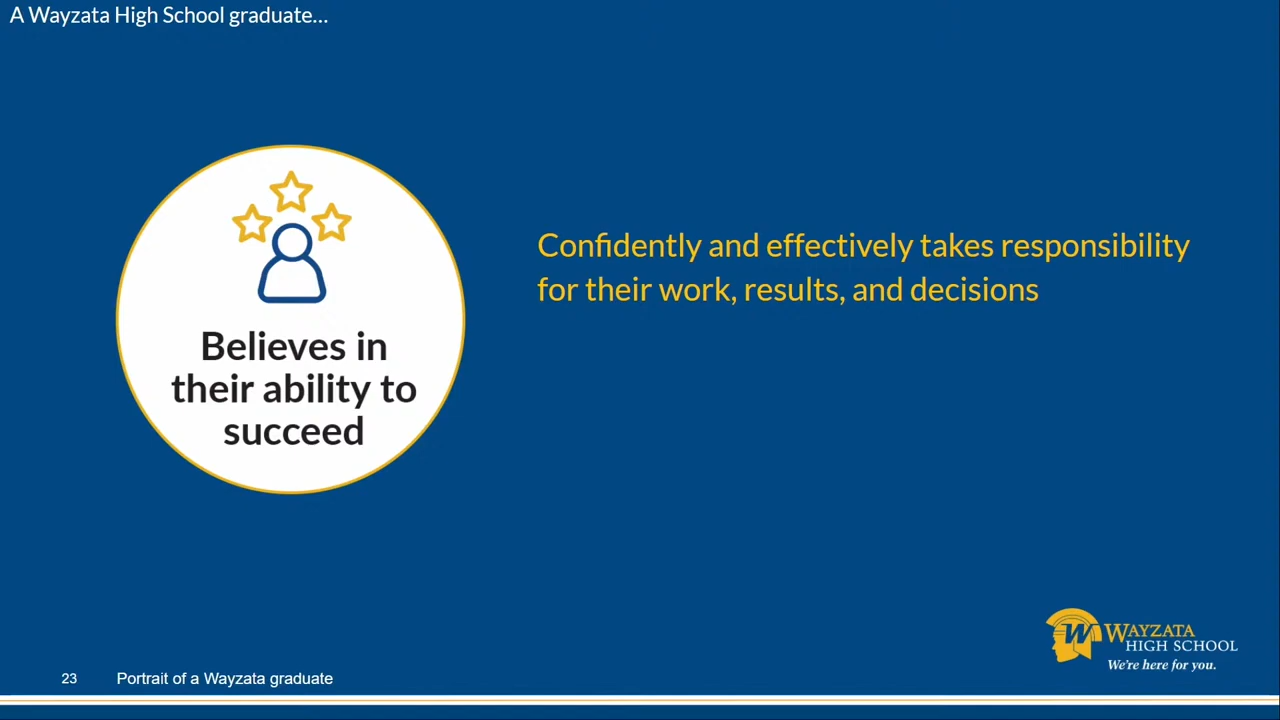 A Wayzata High School graduate...
Believes in
their ability to
succeed
Confidently and effectively takes responsibility
for their work, results, and decisions
W WAYZATA
HIGH SCHOOL
We're here for you.
23 Portrait of a Wayzata graduate